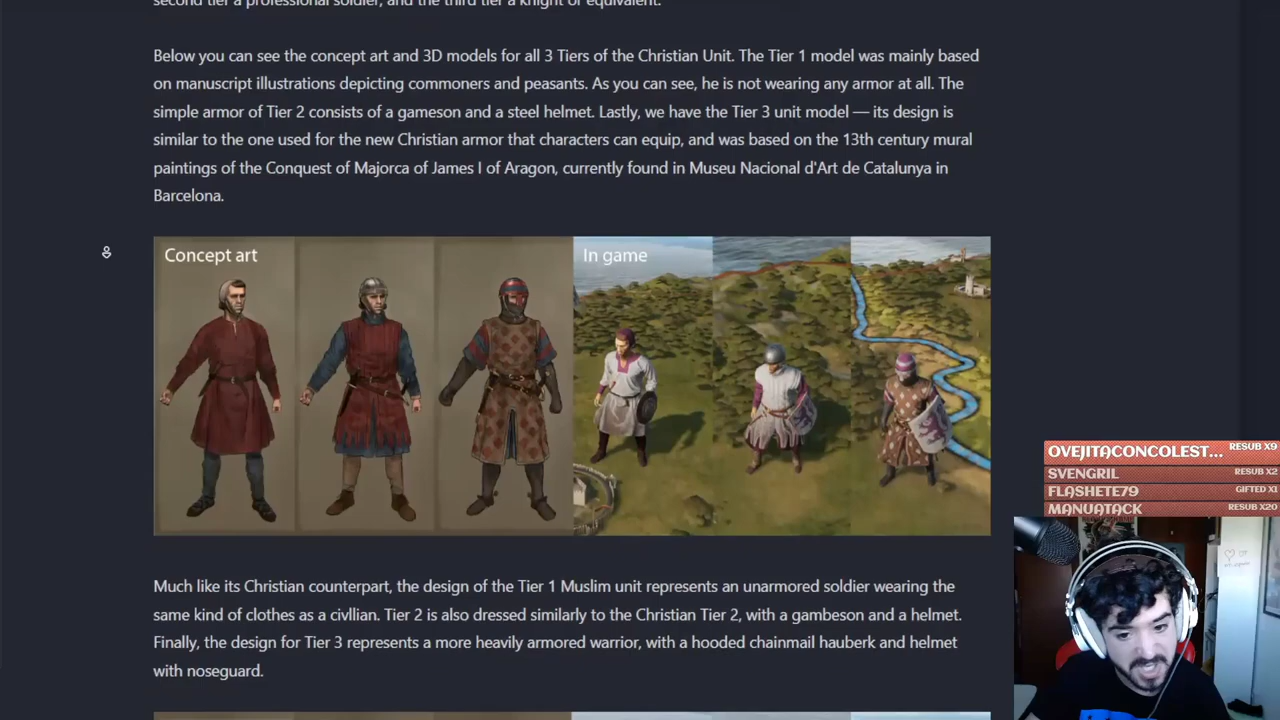 second tier a professional soldier, and the third tier a knight or equivalent.
Below you can see the concept art and 3D models for all 3 Tiers of the Christian Unit. The Tier 1 model was mainly based
on manuscript illustrations depicting commoners and peasants. As you can see, he is not wearing any armor at all. The
simple armor of Tier 2 consists of a gameson and a steel helmet. Lastly, we have the Tier 3 unit model — its design is
similar to the one used for the new Christian armor that characters can equip, and was based on the 13th century mural
paintings of the Conquest of Majorca of James I of Aragon, currently found in Museu Nacional d'Art de Catalunya in
Barcelona.
Concept art
In game
Much like its Christian counterpart, the design of the Tier 1 Muslim unit represents an unarmored soldier wearing the
same kind of clothes as a civllian. Tier 2 is also dressed similarly to the Christian Tier 2, with a gambeson and a helmet.
Finally, the design for Tier 3 represents a more heavily armored warrior, with a hooded chainmail hauberk and helmet
with noseguard.
OVEJITACONCOLEST... RESUB X9
SVENGRIL RESUB X2
FLASHETE79 GIFTED X1
MANUATACK RESUB X20